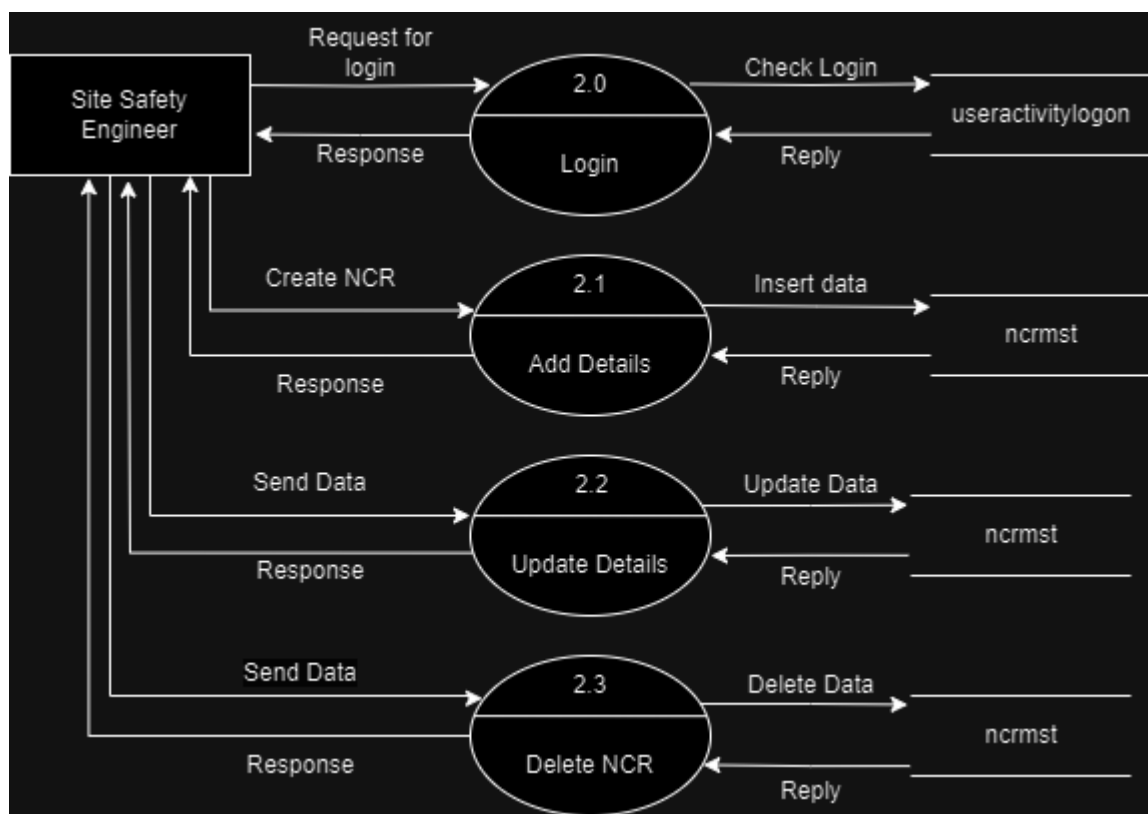 Request for
login
2.0
Check Login
Site Safety
Engineer
useractivitylogon
Response
Login
Reply
Create NCR
2.1
Insert data
ncrmst
Response
Add Details
Reply
Send Data
2.2
Update Data
ncrmst
Response
Update Details
Reply
Send Data
2.3
Delete Data
ncrmst
Response
Delete NCR
Reply